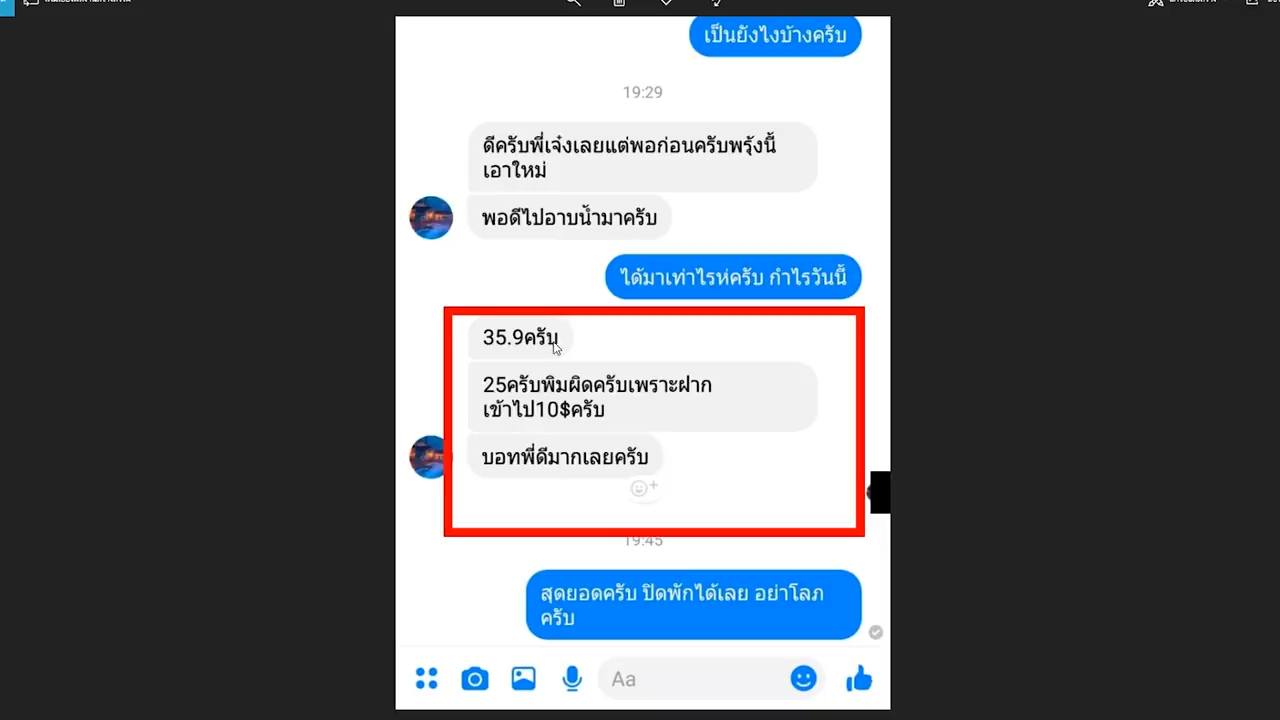 เป็นยังไงบ้างครับ
19:29
ดีครับพี่เจ๋งเลยแต่พอก่อนครับพรุ้งนี้
เอาใหม่
พอดีไปอาบน้ำมาครับ
ได้มาเท่าไรห่ครับ กำไรวันนี้
35.9ครับ
25ครับพิมผิดครับเพราะฝาก
เข้าไป10$ครับ
บอทพี่ดีมากเลยครับ
19:45
สุดยอดครับ ปิดพักได้เลย อย่าโลภ
ครับ
Aa